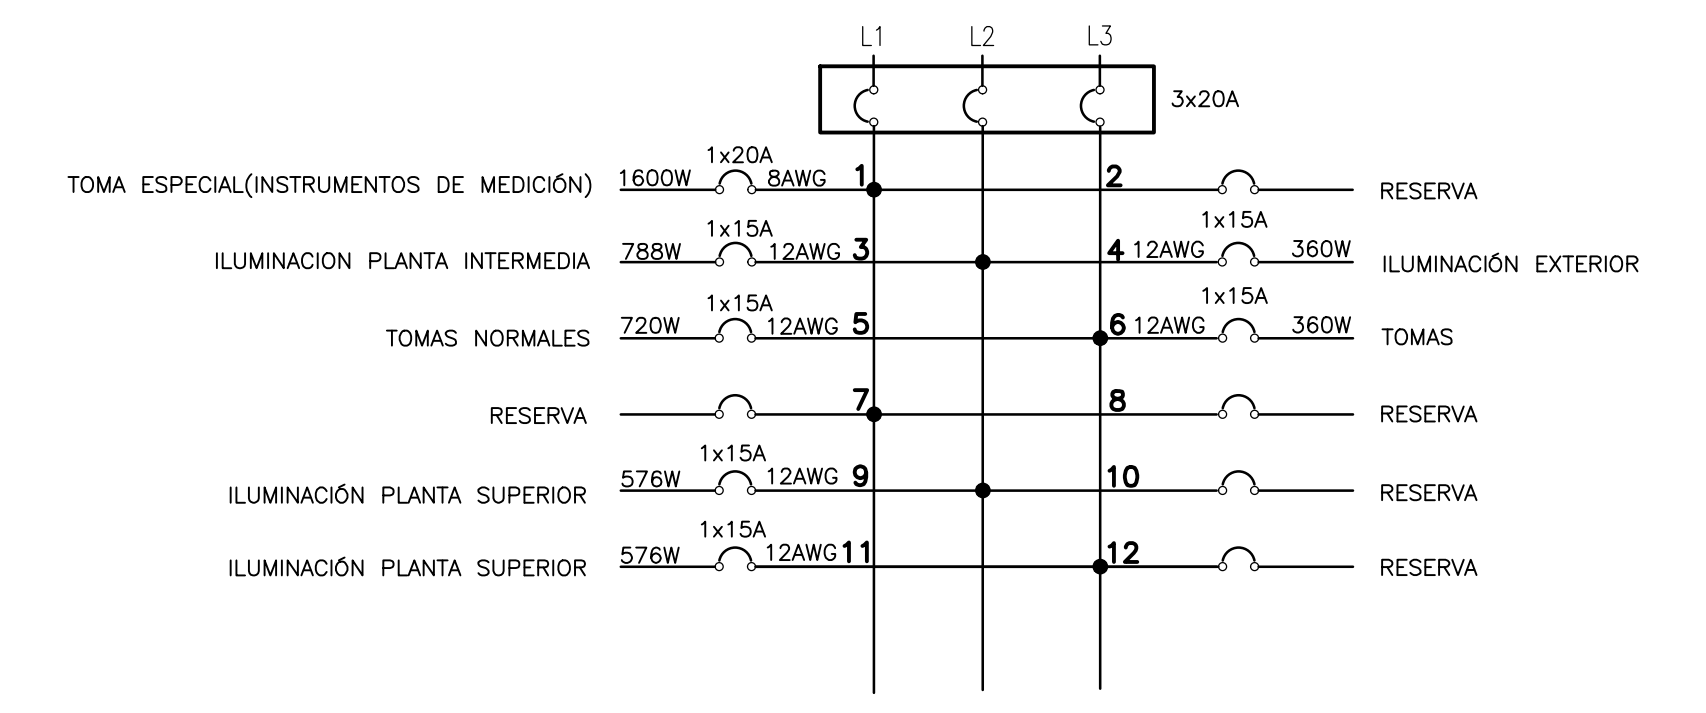 L1 L2 L3
3x20A
TOMA ESPECIAL(INSTRUMENTOS DE MEDICIÓN) 1600W 1x20A 8AWG 1 2 RESERVA
ILUMINACION PLANTA INTERMEDIA 788W 1x15A 12AWG 3 4 12AWG 1x15A 360W ILUMINACIÓN EXTERIOR
TOMAS NORMALES 720W 1x15A 12AWG 5 6 12AWG 1x15A 360W TOMAS
RESERVA 7 8 RESERVA
ILUMINACIÓN PLANTA SUPERIOR 576W 1x15A 12AWG 9 10 RESERVA
ILUMINACIÓN PLANTA SUPERIOR 576W 1x15A 12AWG 11 12 RESERVA